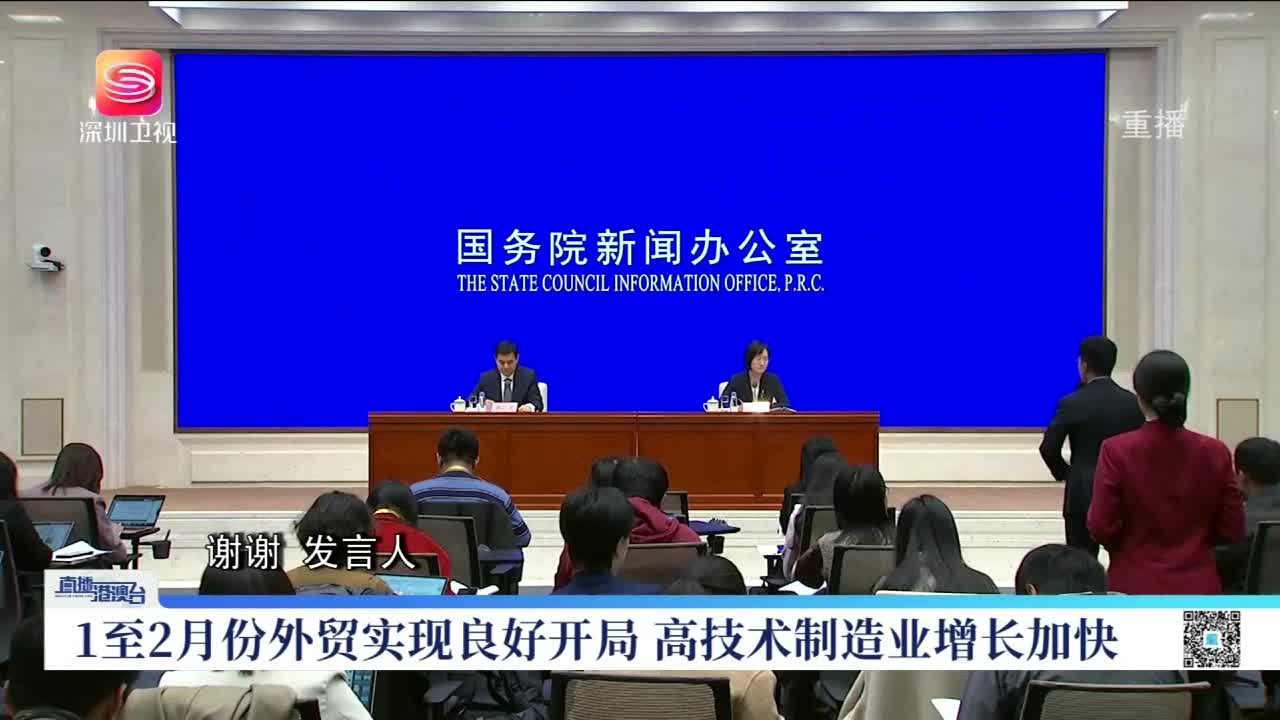 深圳卫视
重播
国务院新闻办公室
THE STATE COUNCIL INFORMATION OFFICE, P.R.C.
谢谢 发言人
直播港澳台
1至2月份外贸实现良好开局 高技术制造业增长加快